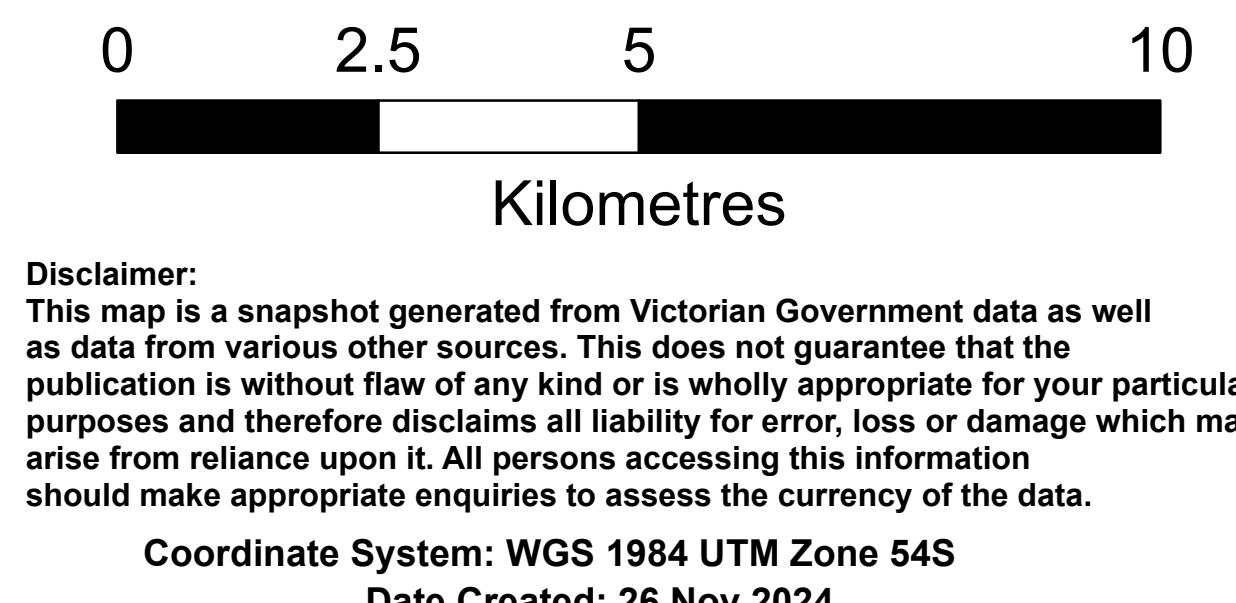 0 2.5 5 10
Kilometres
Disclaimer:
This map is a snapshot generated from Victorian Government data as well
as data from various other sources. This does not guarantee that the
publication is without flaw of any kind or is wholly appropriate for your particula
purposes and therefore disclaims all liability for error, loss or damage which ma
arise from reliance upon it. All persons accessing this information
should make appropriate enquiries to assess the currency of the data.
Coordinate System: WGS 1984 UTM Zone 54S
Date Created: 26 Nov 2024